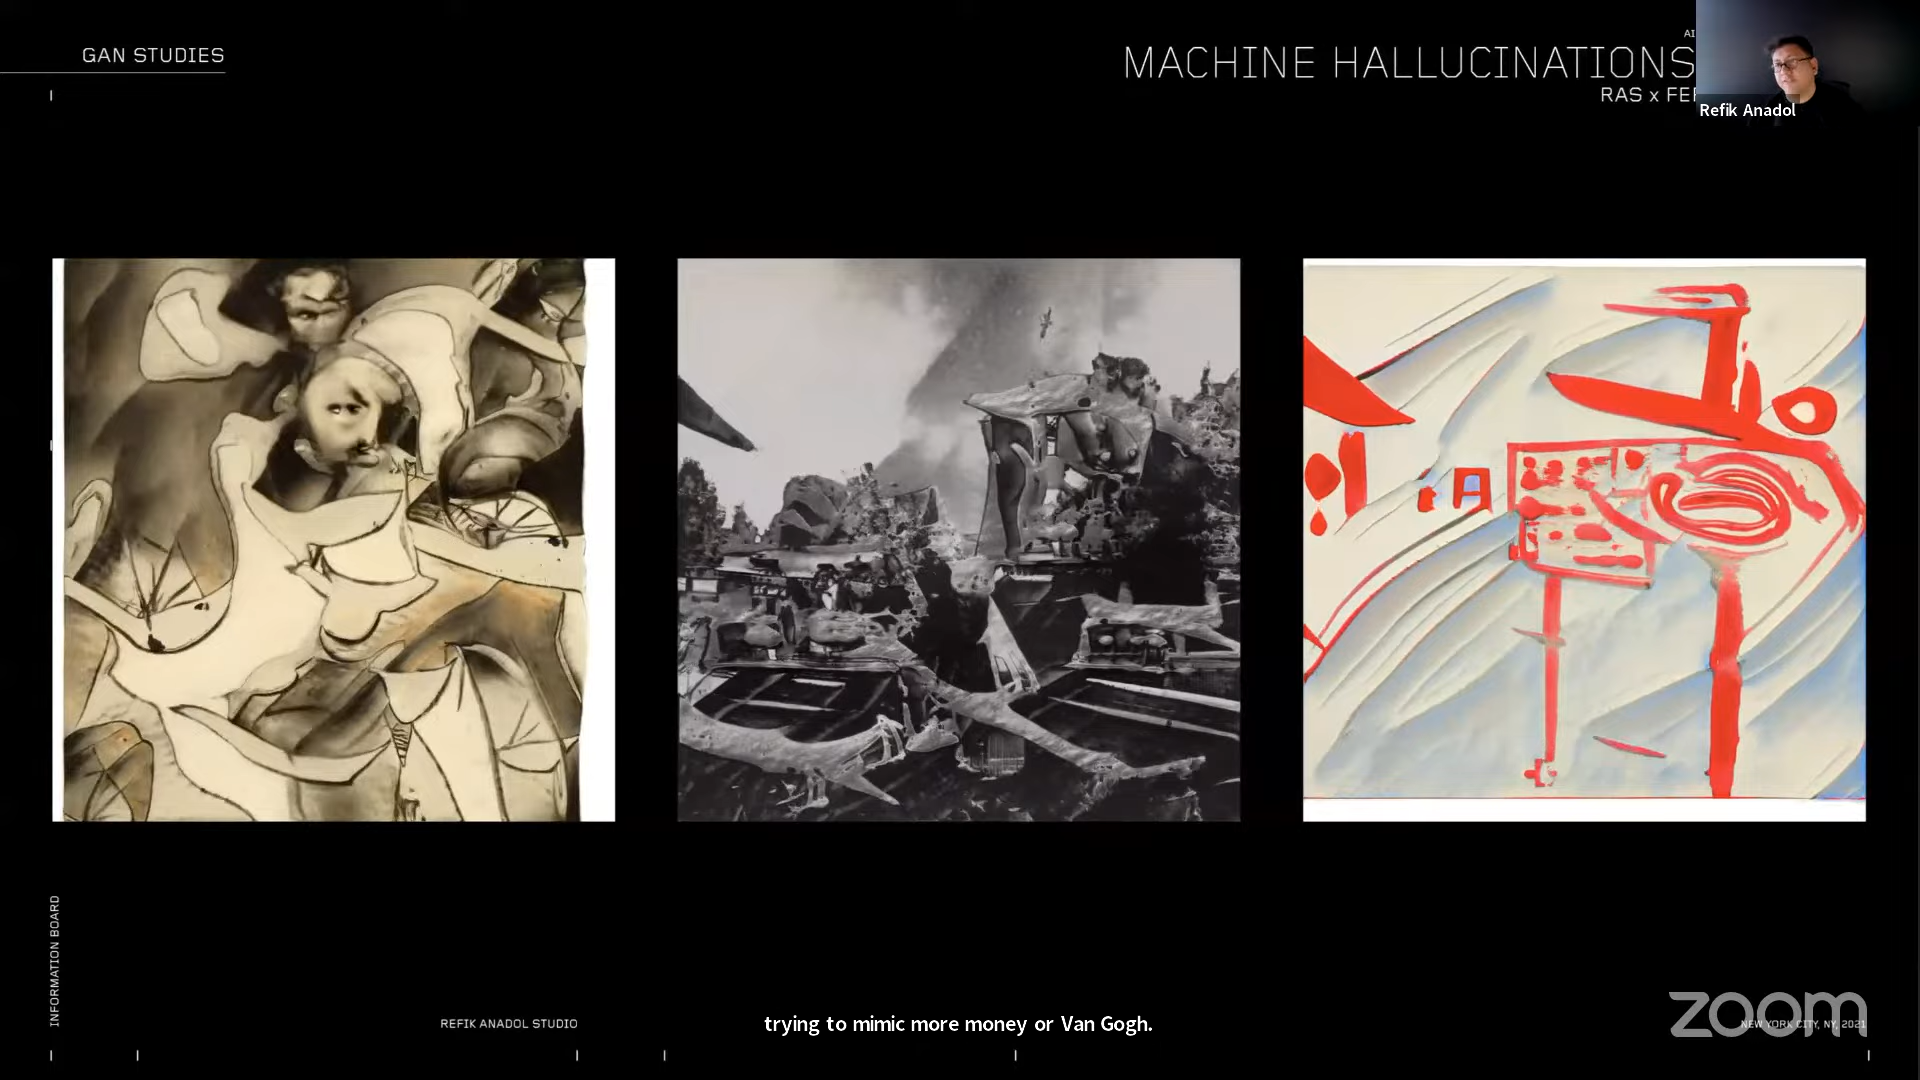 GAN STUDIES
AI
MACHINE HALLUCINATIONS
RAS x
Refik Anadol
A
INFORMATION BOARD
REFIK ANADOL STUDIO
trying to mimic more money or Van Gogh.
zoom
NEW YORK CITY, NY, 2021